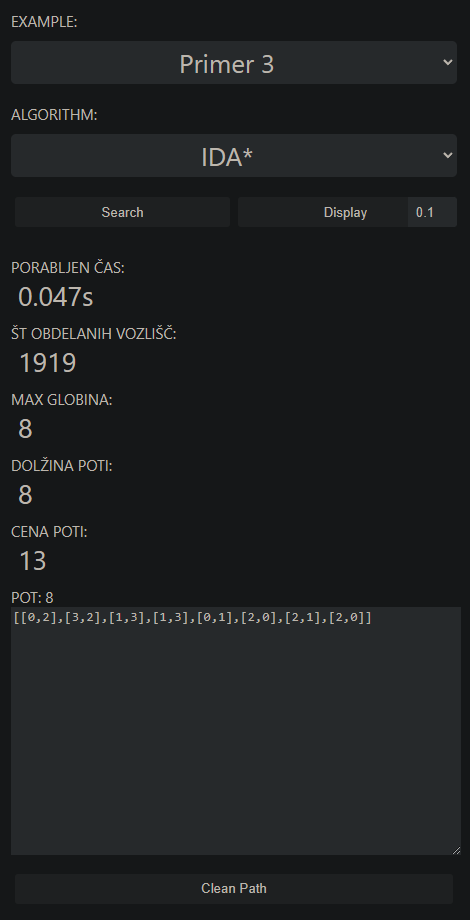 EXAMPLE:
Primer 3
ALGORITHM:
IDA*
Search Display 0.1
PORABLJEN ČAS:
0.047s
ŠT OBDELANIH VOZLIŠČ:
1919
MAX GLOBINA:
8
DOLŽINA POTI:
8
CENA POTI:
13
POT: 8
[[0,2],[3,2],[1,3],[1,3],[0,1],[2,0],[2,1],[2,0]]
Clean Path